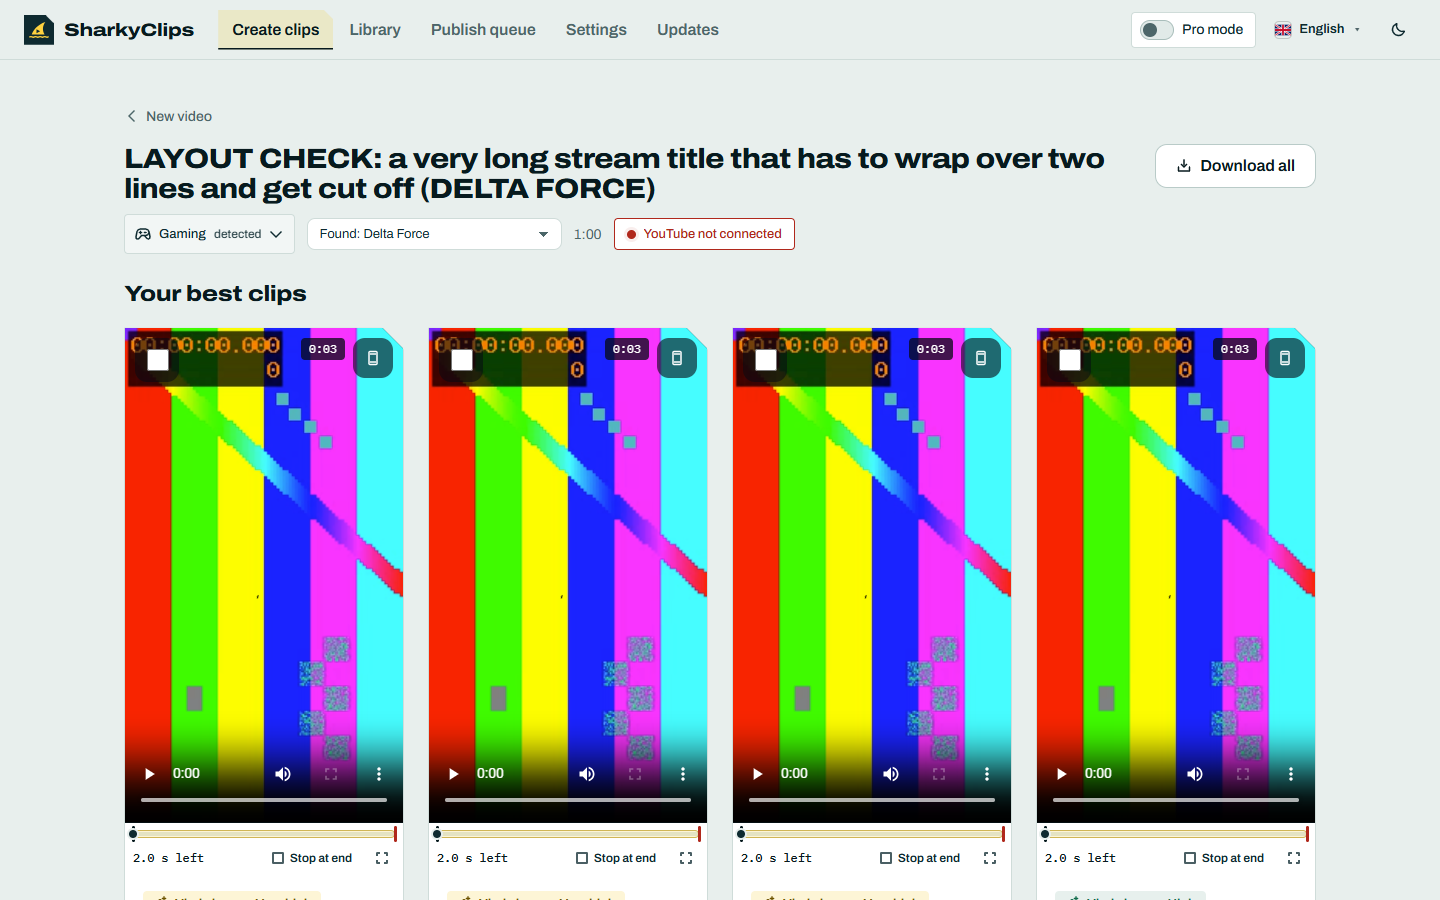 SharkyClips
Create clips
Library
Publish queue
Settings
Updates
Pro mode
English
New video
LAYOUT CHECK: a very long stream title that has to wrap over two
lines and get cut off (DELTA FORCE)
Download all
Gaming detected
Found: Delta Force
1:00
YouTube not connected
Your best clips
00:00:00.000
0
0:03
0:00
2.0 s left
Stop at end
00:00:00.000
0
0:03
0:00
2.0 s left
Stop at end
00:00:00.000
0
0:03
0:00
2.0 s left
Stop at end
00:00:00.000
0
0:03
0:00
2.0 s left
Stop at end